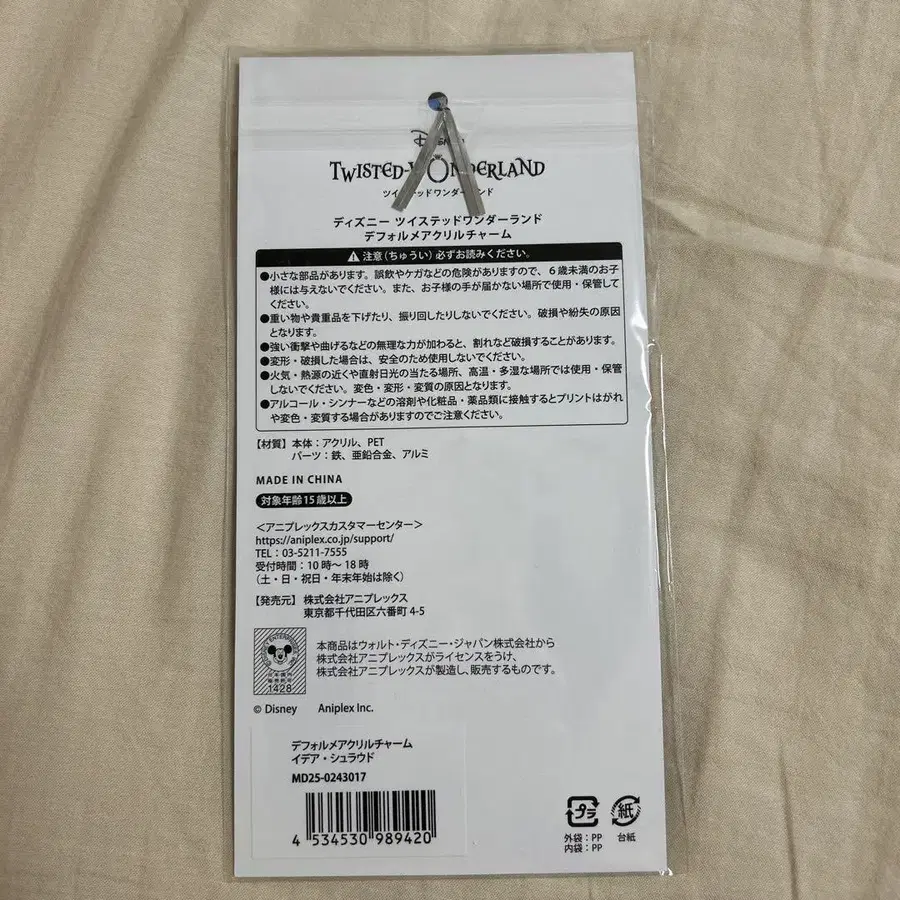 Disney
TWISTED-WONDERLAND
ツイステッドワンダーランド
ディズニー ツイステッドワンダーランド
デフォルメアクリルチャーム
注意(ちゅうい)必ずお読みください。
●小さな部品があります。誤飲やケガなどの危険がありますので、６歳未満のお子
様には与えないでください。また、お子様の手が届かない場所で使用・保管して
ください。
●重い物や貴重品を下げたり、振り回したりしないでください。破損や紛失の原因
となります。
●強い衝撃や曲げるなどの無理な力が加わると、割れなど破損することがあります。
●変形・破損した場合は、安全のため使用しないでください。
●火気・熱源の近くや直射日光の当たる場所、高温・多湿な場所では使用・保管
しないでください。変色・変形・変質の原因となります。
●アルコール・シンナーなどの溶剤や化粧品・薬品類に接触するとプリントはがれ
や変色・変質する場合がありますのでご注意ください。
【材質】本体：アクリル、PET
パーツ：鉄、亜鉛合金、アルミ
MADE IN CHINA
対象年齢15歳以上
＜アニプレックスカスタマーセンター＞
https://aniplex.co.jp/support/
TEL：03-5211-7555
受付時間：10時～18時
(土・日・祝日・年末年始は除く)
【発売元】株式会社アニプレックス
東京都千代田区六番町4-5
1428
本商品はウォルト・ディズニー・ジャパン株式会社から
株式会社アニプレックスがライセンスをうけ、
株式会社アニプレックスが製造し、販売するものです。
© Disney Aniplex Inc.
デフォルメアクリルチャーム
イデア・シュラウド
MD25-0243017
4 534530 989420
プラ 紙
外袋：PP 台紙
内袋：PP